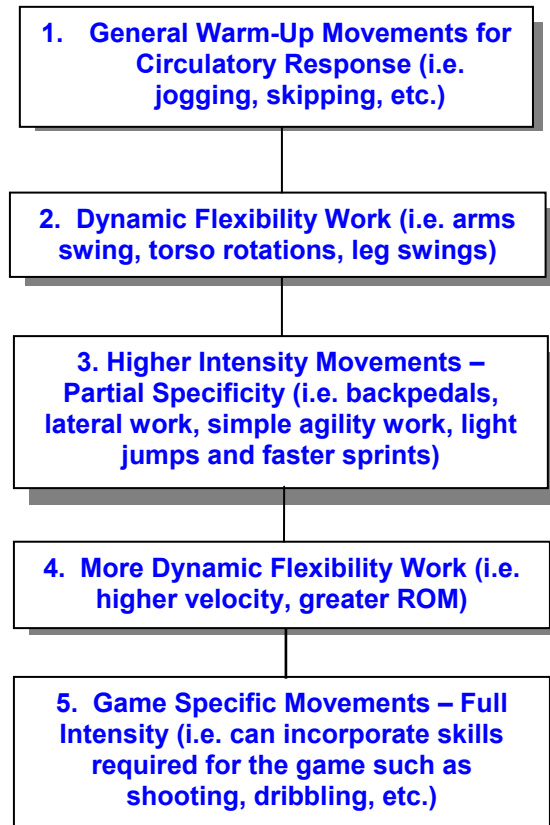 1. General Warm-Up Movements for
Circulatory Response (i.e.
jogging, skipping, etc.)
2. Dynamic Flexibility Work (i.e. arms
swing, torso rotations, leg swings)
3. Higher Intensity Movements –
Partial Specificity (i.e. backpedals,
lateral work, simple agility work, light
jumps and faster sprints)
4. More Dynamic Flexibility Work (i.e.
higher velocity, greater ROM)
5. Game Specific Movements – Full
Intensity (i.e. can incorporate skills
required for the game such as
shooting, dribbling, etc.)